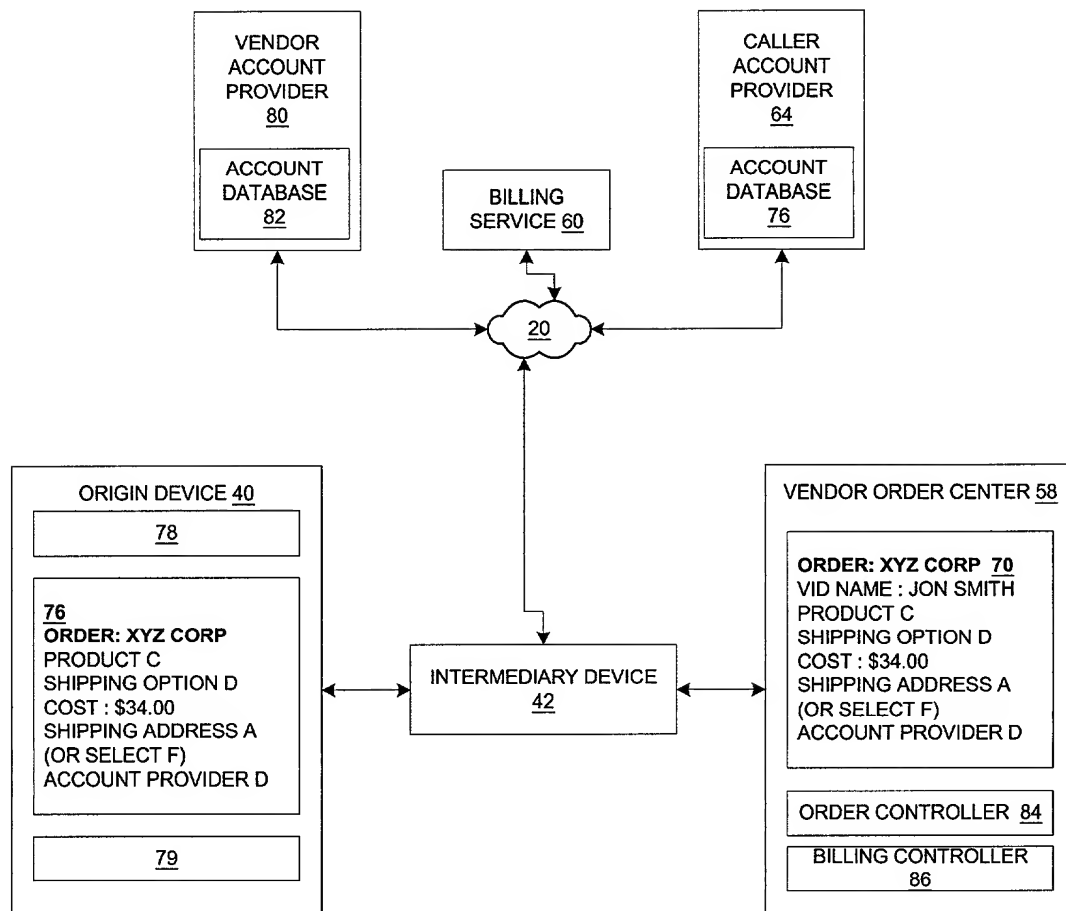 VENDOR
ACCOUNT
PROVIDER
80
ACCOUNT
DATABASE
82
BILLING
SERVICE 60
CALLER
ACCOUNT
PROVIDER
64
ACCOUNT
DATABASE
76
20
ORIGIN DEVICE 40
78
76
ORDER: XYZ CORP
PRODUCT C
SHIPPING OPTION D
COST : $34.00
SHIPPING ADDRESS A
(OR SELECT F)
ACCOUNT PROVIDER D
79
INTERMEDIARY DEVICE
42
VENDOR ORDER CENTER 58
ORDER: XYZ CORP 70
VID NAME : JON SMITH
PRODUCT C
SHIPPING OPTION D
COST : $34.00
SHIPPING ADDRESS A
(OR SELECT F)
ACCOUNT PROVIDER D
ORDER CONTROLLER 84
BILLING CONTROLLER
86